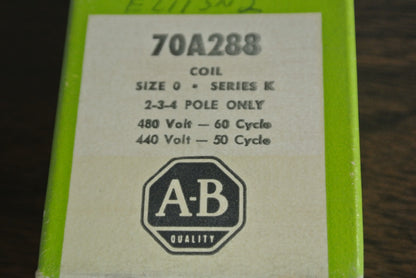 70A288
COIL
SIZE 0 • SERIES K
2-3-4 POLE ONLY
480 Volt — 60 Cycle
440 Volt — 50 Cycle
A-B
QUALITY